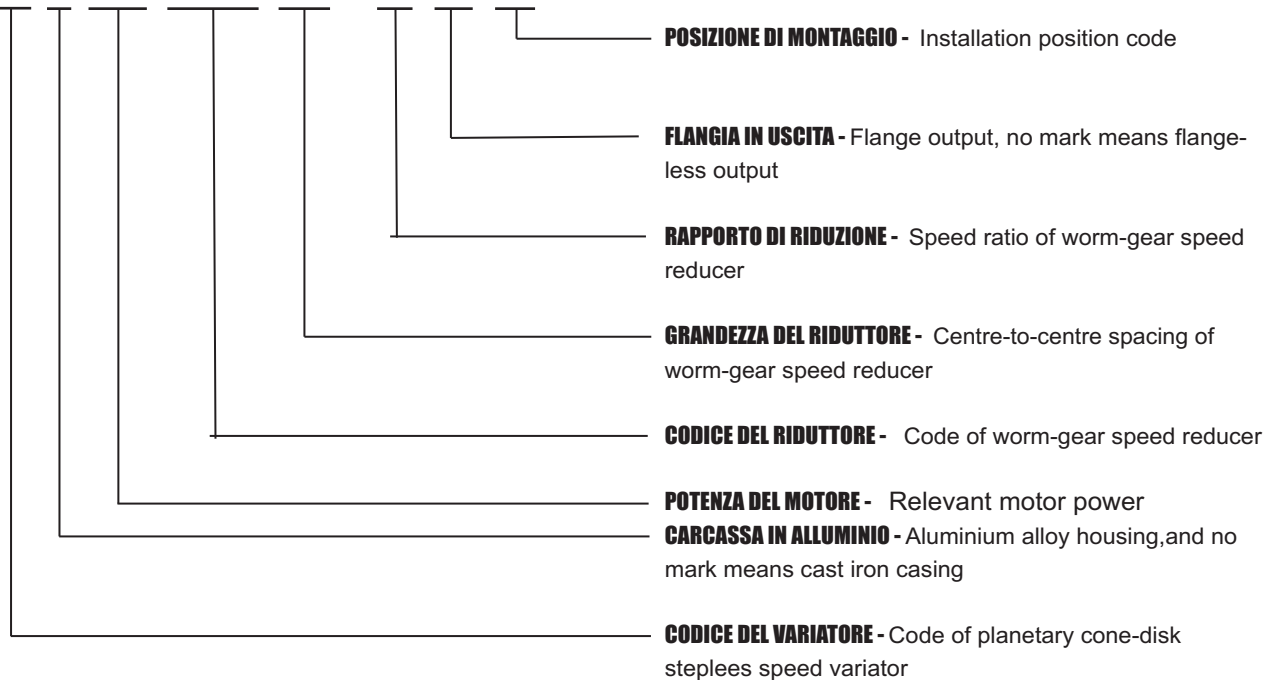 POSIZIONE DI MONTAGGIO - Installation position code
FLANGIA IN USCITA - Flange output, no mark means flange-
less output
RAPPORTO DI RIDUZIONE - Speed ratio of worm-gear speed
reducer
GRANDEZZA DEL RIDUTTORE - Centre-to-centre spacing of
worm-gear speed reducer
CODICE DEL RIDUTTORE - Code of worm-gear speed reducer
POTENZA DEL MOTORE - Relevant motor power
CARCASSA IN ALLUMINIO - Aluminium alloy housing,and no
mark means cast iron casing
CODICE DEL VARIATORE - Code of planetary cone-disk
steplees speed variator